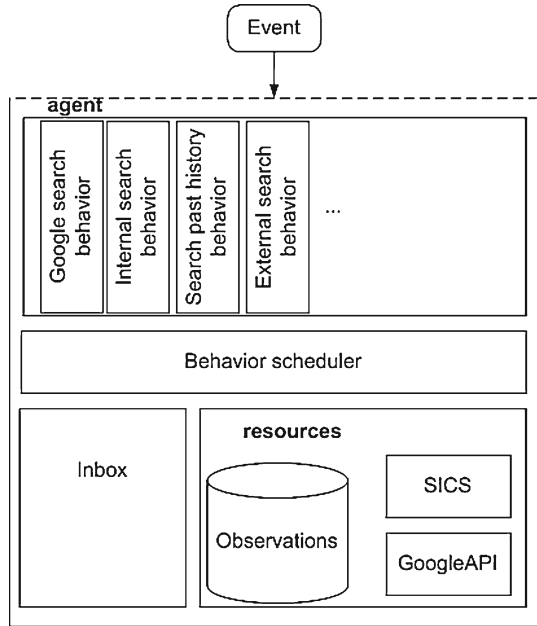 Event
agent
Google search
behavior
Internal search
behavior
Search past history
behavior
External search
behavior
...
Behavior scheduler
Inbox
resources
Observations
SICS
GoogleAPI